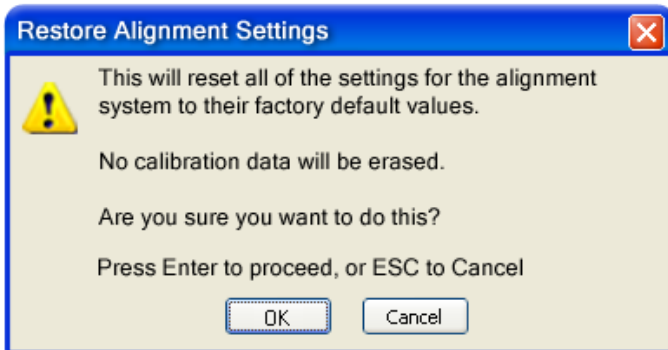 Restore Alignment Settings
This will reset all of the settings for the alignment
system to their factory default values.
No calibration data will be erased.
Are you sure you want to do this?
Press Enter to proceed, or ESC to Cancel
OK
Cancel